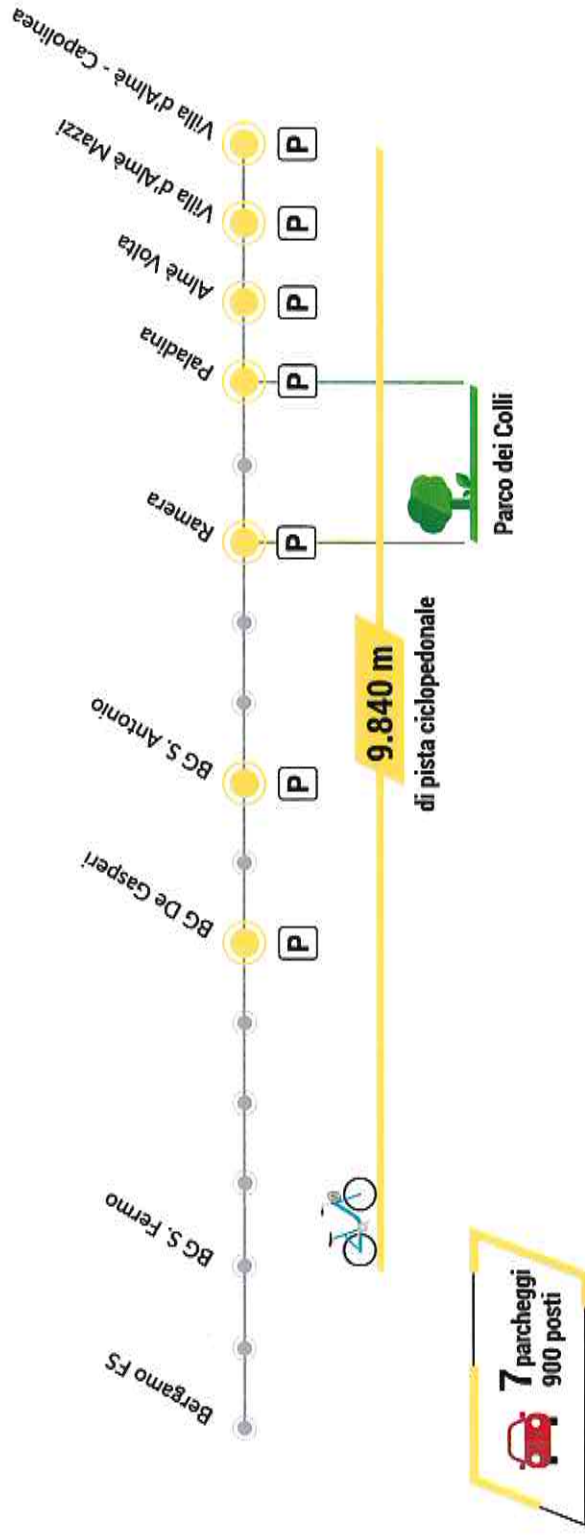 Bergamo FS
BG S. Fermo
BG De Gasperi
BG S. Antonio
Ramera
Paladina
Almè Volta
Villa d'Almè Mazzi
Villa d'Almè - Capolinea
P
P
P
P
P
P
P
9.840 m
di pista ciclopedonale
Parco dei Colli
7 parcheggi
900 posti